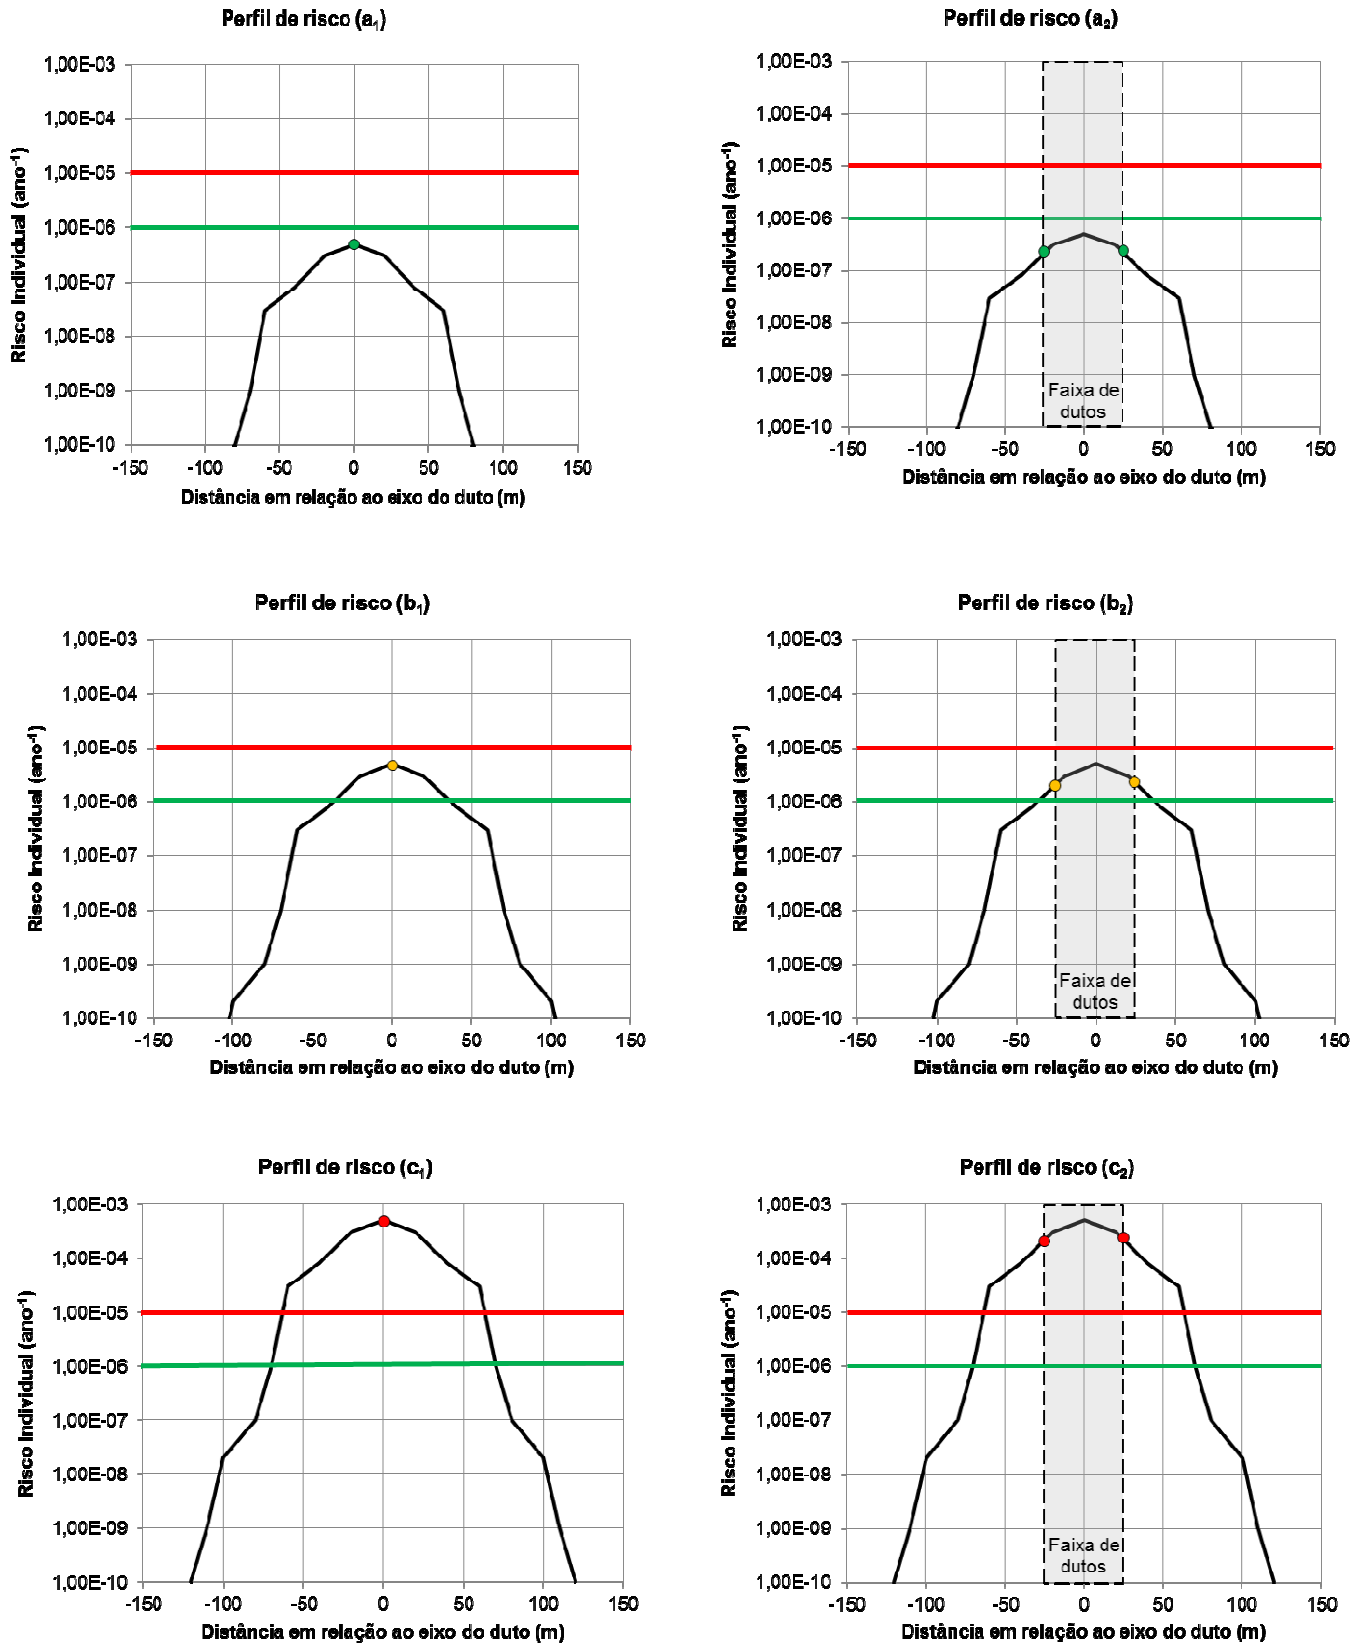 Perfil de risco (a₁)
1,00E-03
1,00E-04
1,00E-05
1,00E-06
1,00E-07
1,00E-08
1,00E-09
1,00E-10
Risco Individual (ano⁻¹)
-150 -100 -50 0 50 100 150
Distância em relação ao eixo do duto (m)
Perfil de risco (a₂)
1,00E-03
1,00E-04
1,00E-05
1,00E-06
1,00E-07
1,00E-08
1,00E-09
1,00E-10
Risco Individual (ano⁻¹)
Faixa de
dutos
-150 -100 -50 0 50 100 150
Distância em relação ao eixo do duto (m)
Perfil de risco (b₁)
1,00E-03
1,00E-04
1,00E-05
1,00E-06
1,00E-07
1,00E-08
1,00E-09
1,00E-10
Risco Individual (ano⁻¹)
-150 -100 -50 0 50 100 150
Distância em relação ao eixo do duto (m)
Perfil de risco (b₂)
1,00E-03
1,00E-04
1,00E-05
1,00E-06
1,00E-07
1,00E-08
1,00E-09
1,00E-10
Risco Individual (ano⁻¹)
Faixa de
dutos
-150 -100 -50 0 50 100 150
Distância em relação ao eixo do duto (m)
Perfil de risco (c₁)
1,00E-03
1,00E-04
1,00E-05
1,00E-06
1,00E-07
1,00E-08
1,00E-09
1,00E-10
Risco Individual (ano⁻¹)
-150 -100 -50 0 50 100 150
Distância em relação ao eixo do duto (m)
Perfil de risco (c₂)
1,00E-03
1,00E-04
1,00E-05
1,00E-06
1,00E-07
1,00E-08
1,00E-09
1,00E-10
Risco Individual (ano⁻¹)
Faixa de
dutos
-150 -100 -50 0 50 100 150
Distância em relação ao eixo do duto (m)